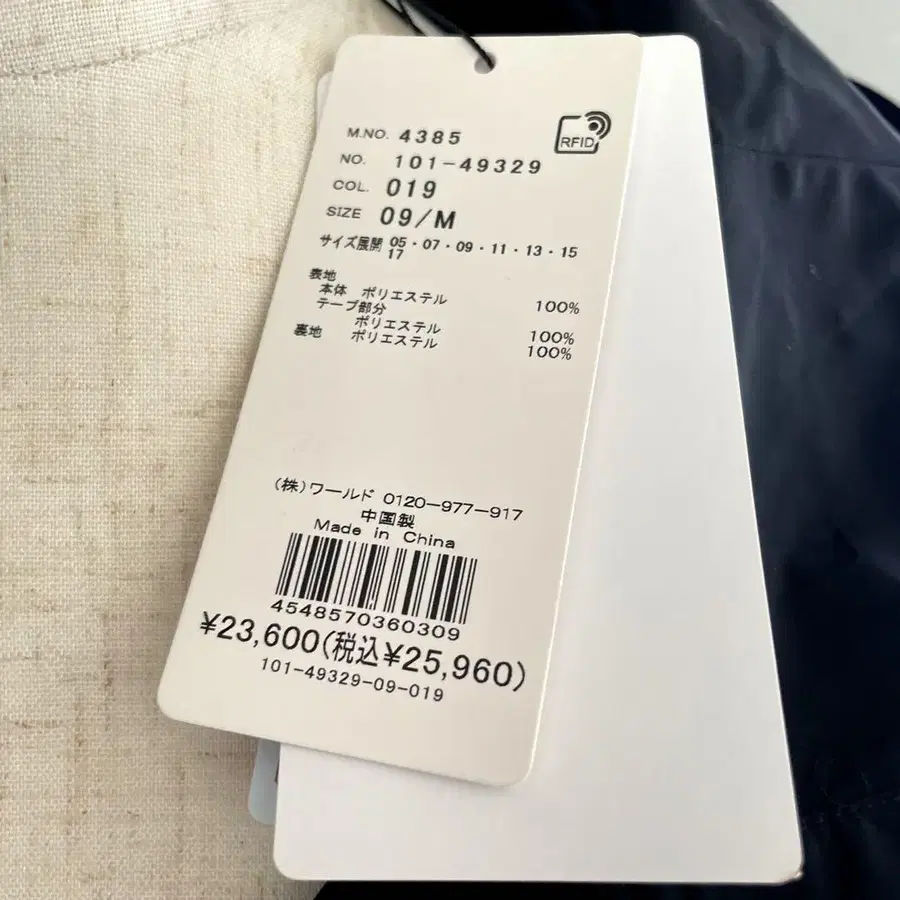 RFID
M.NO. 4385
NO. 101-49329
COL. 019
SIZE 09/M
サイズ展開 05・07・09・11・13・15
17
表地
本体 ポリエステル 100%
テープ部分
ポリエステル 100%
裏地 ポリエステル 100%
(株)ワールド 0120-977-917
中国製
Made in China
4548570360309
¥23,600(税込¥25,960)
101-49329-09-019